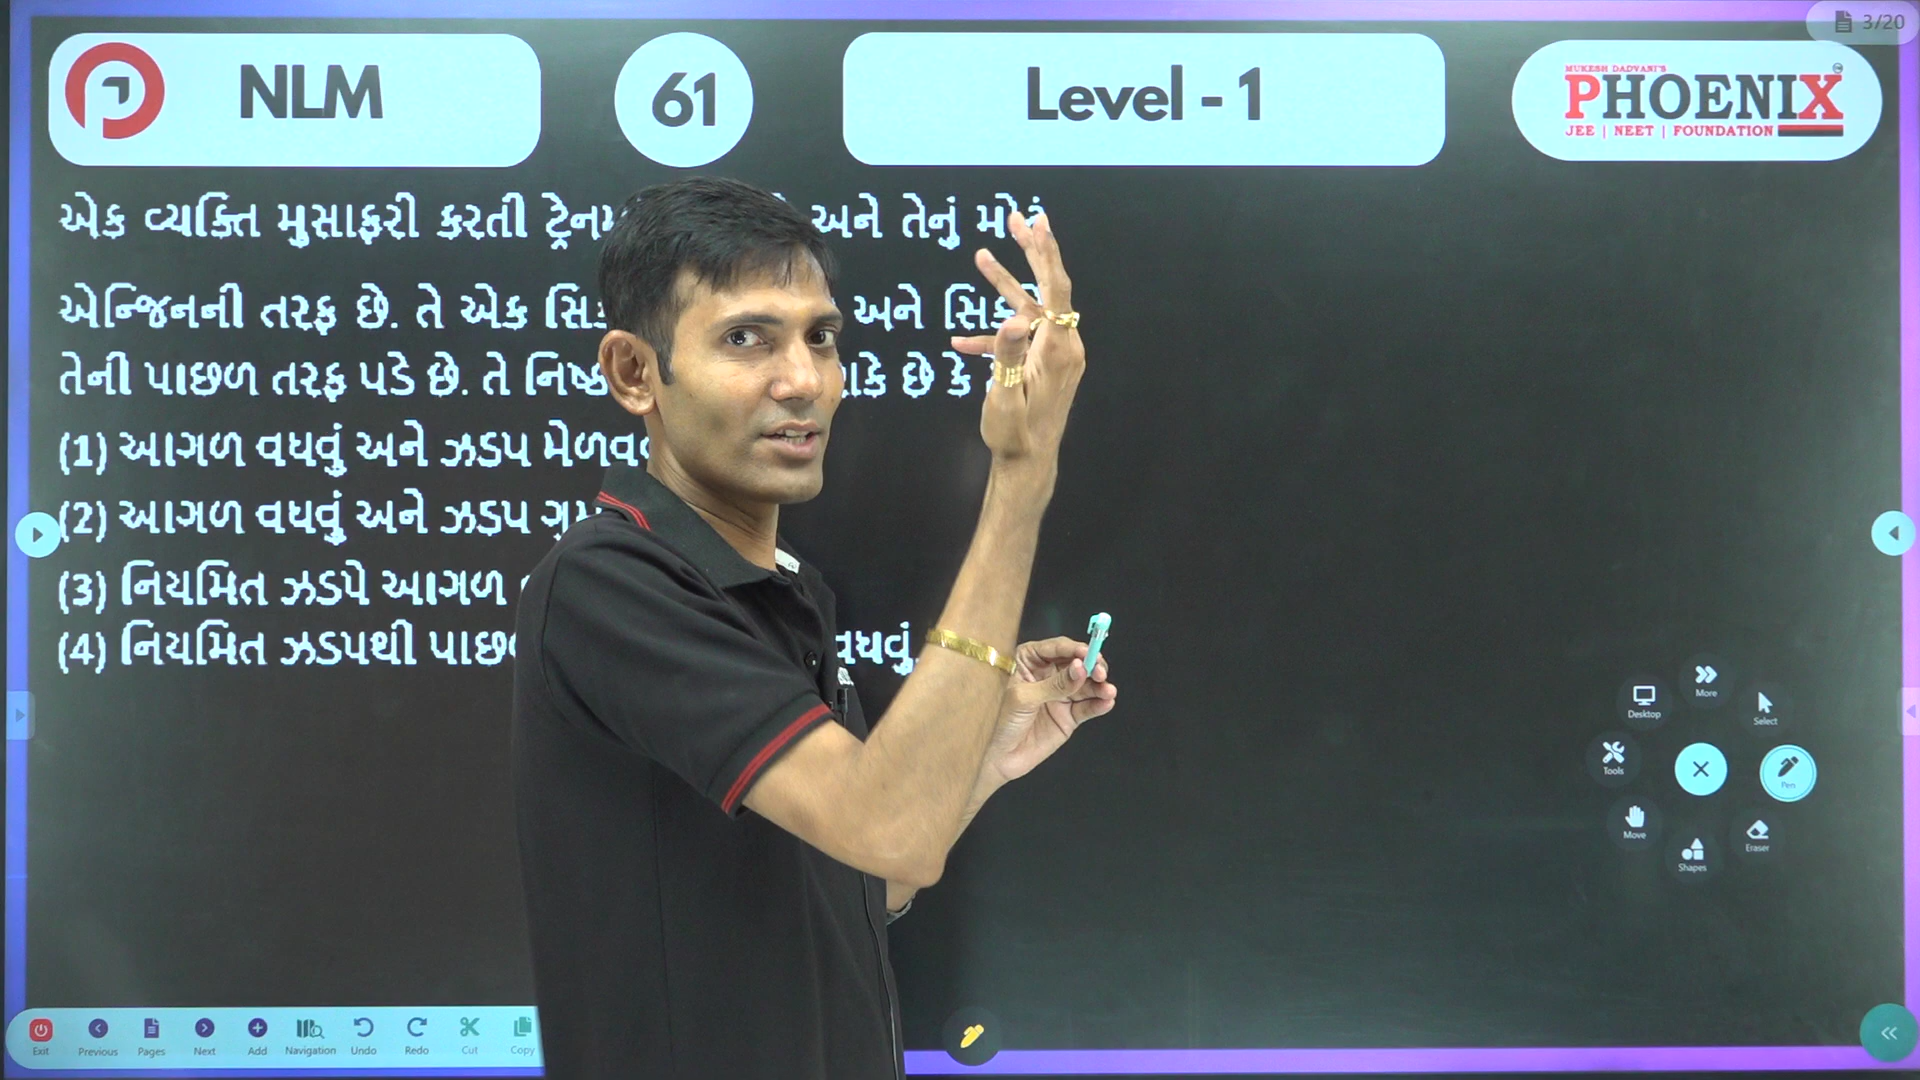 3/20
NLM
61
Level - 1
MUKESH DADVANI'S
PHOENIX
JEE | NEET | FOUNDATION
એક વ્યક્તિ મુસાફરી કરતી અને તેનું
એન્જિનની તરફ છે. તે એક અને
તેની પાછળ તરફ પડે છે. તે છે કે
(1) આગળ વધવું અને ઝડપ
(2) આગળ વધવું અને ઝડપ
(3) નિયમિત ઝડપે આગળ
(4) નિયમિત ઝડપથી વધવું.
More
Desktop
Select
Tools
Pen
Move
Eraser
Shapes
Exit
Previous
Pages
Next
Add
Navigation
Undo
Redo
Cut
Copy